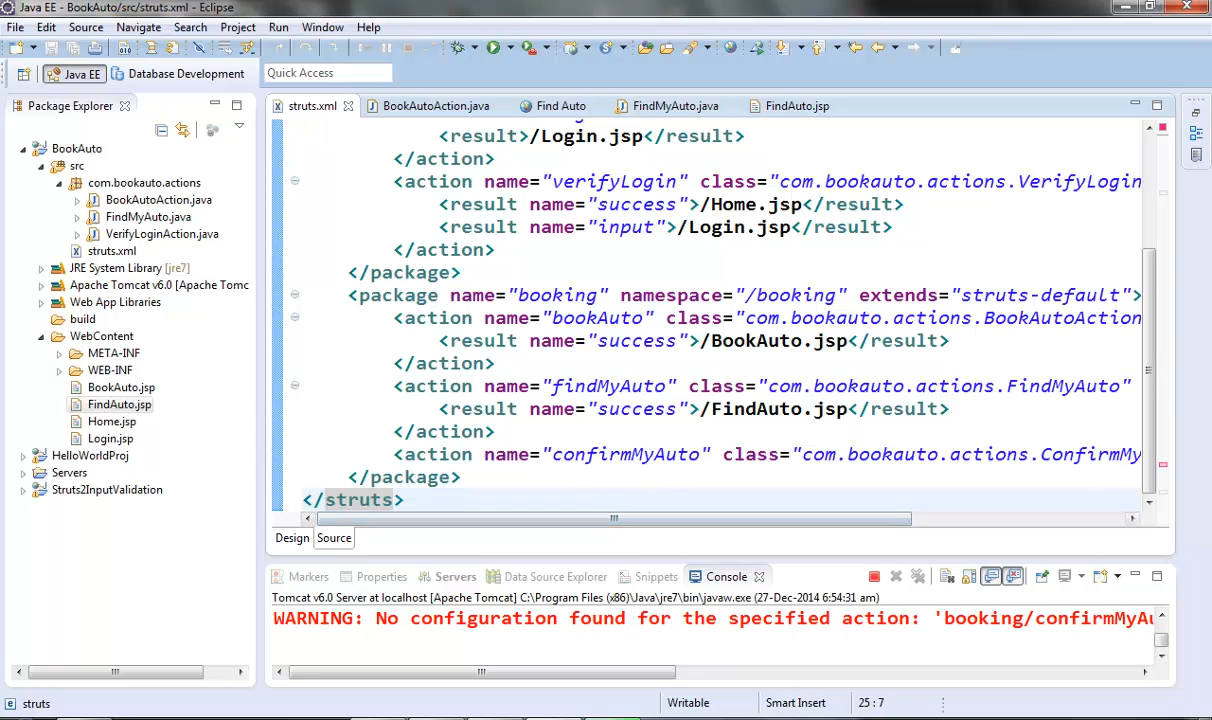 Java EE - BookAuto/src/struts.xml - Eclipse
File Edit Source Navigate Search Project Run Window Help
Java EE Database Development Quick Access
Package Explorer
BookAuto
src
com.bookauto.actions
BookAutoAction.java
FindMyAuto.java
VerifyLoginAction.java
struts.xml
JRE System Library [jre7]
Apache Tomcat v6.0 [Apache Tomc
Web App Libraries
build
WebContent
META-INF
WEB-INF
BookAuto.jsp
FindAuto.jsp
Home.jsp
Login.jsp
HelloWorldProj
Servers
Struts2InputValidation
struts.xml BookAutoAction.java Find Auto FindMyAuto.java FindAuto.jsp
<result>/Login.jsp</result>
</action>
<action name="verifyLogin" class="com.bookauto.actions.VerifyLogin
<result name="success">/Home.jsp</result>
<result name="input">/Login.jsp</result>
</action>
</package>
<package name="booking" namespace="/booking" extends="struts-default">
<action name="bookAuto" class="com.bookauto.actions.BookAutoAction
<result name="success">/BookAuto.jsp</result>
</action>
<action name="findMyAuto" class="com.bookauto.actions.FindMyAuto"
<result name="success">/FindAuto.jsp</result>
</action>
<action name="confirmMyAuto" class="com.bookauto.actions.ConfirmMy
</package>
</struts>
Design Source
Markers Properties Servers Data Source Explorer Snippets Console
Tomcat v6.0 Server at localhost [Apache Tomcat] C:\Program Files (x86)\Java\jre7\bin\javaw.exe (27-Dec-2014 6:54:31 am)
WARNING: No configuration found for the specified action: 'booking/confirmMyAu
struts Writable Smart Insert 25 : 7